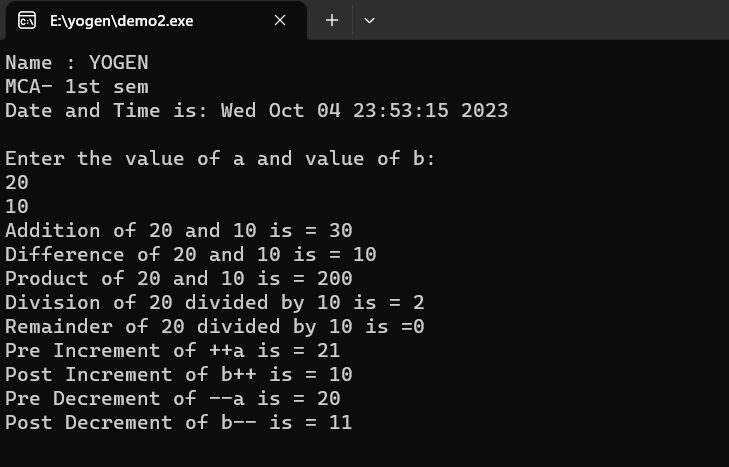 E:\yogen\demo2.exe
Name : YOGEN
MCA- 1st sem
Date and Time is: Wed Oct 04 23:53:15 2023
Enter the value of a and value of b:
20
10
Addition of 20 and 10 is = 30
Difference of 20 and 10 is = 10
Product of 20 and 10 is = 200
Division of 20 divided by 10 is = 2
Remainder of 20 divided by 10 is =0
Pre Increment of ++a is = 21
Post Increment of b++ is = 10
Pre Decrement of --a is = 20
Post Decrement of b-- is = 11